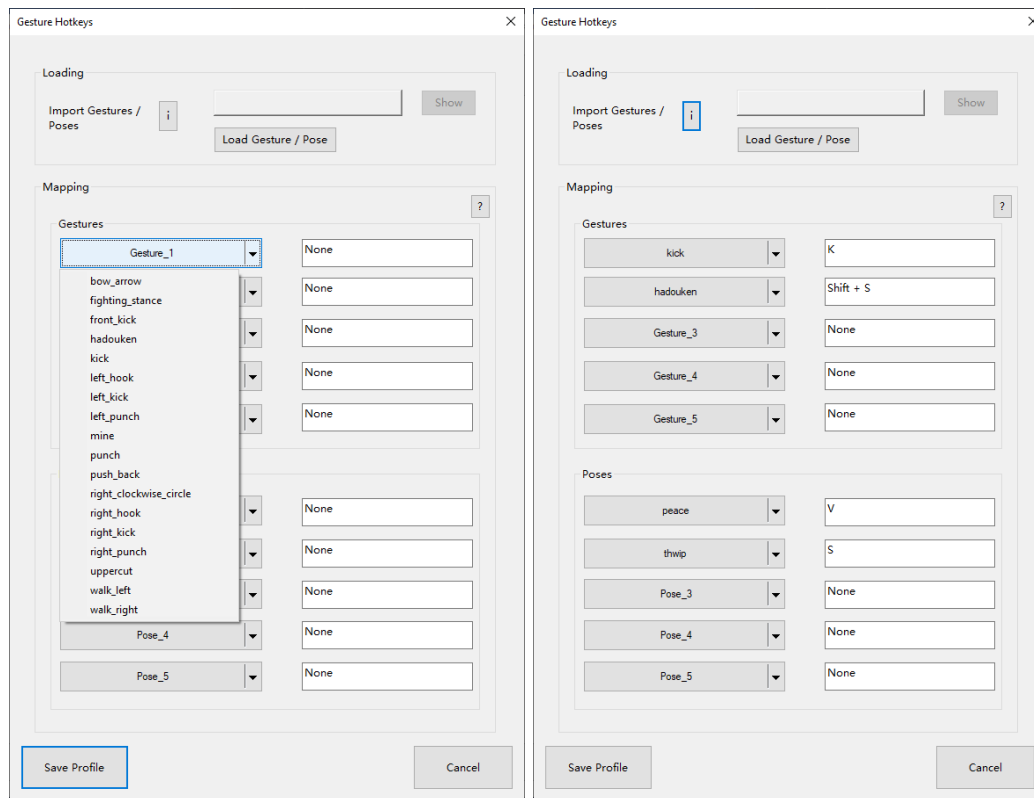 Gesture Hotkeys
Loading
Import Gestures /
Poses
i
Show
Load Gesture / Pose
Mapping
?
Gestures
Gesture_1
None
bow_arrow
fighting_stance
front_kick
hadouken
kick
left_hook
left_kick
left_punch
mine
punch
push_back
right_clockwise_circle
right_hook
right_kick
right_punch
uppercut
walk_left
walk_right
None
None
None
None
None
None
None
Pose_4
None
Pose_5
None
Save Profile
Cancel
Gesture Hotkeys
Loading
Import Gestures /
Poses
i
Show
Load Gesture / Pose
Mapping
?
Gestures
kick
K
hadouken
Shift + S
Gesture_3
None
Gesture_4
None
Gesture_5
None
Poses
peace
V
thwip
S
Pose_3
None
Pose_4
None
Pose_5
None
Save Profile
Cancel